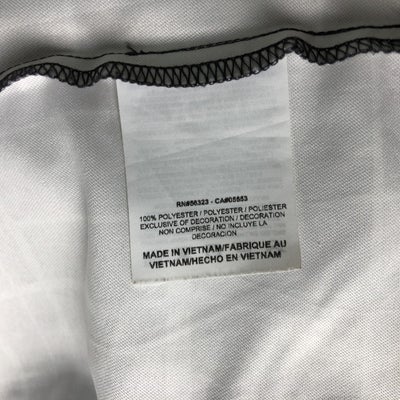 RN#56323 - CA#05553
100% POLYESTER / POLYESTER / POLIESTER
EXCLUSIVE OF DECORATION / DECORATION
NON COMPRISE / NO INCLUYE LA
DECORACION
MADE IN VIETNAM/FABRIQUE AU
VIETNAM/HECHO EN VIETNAM